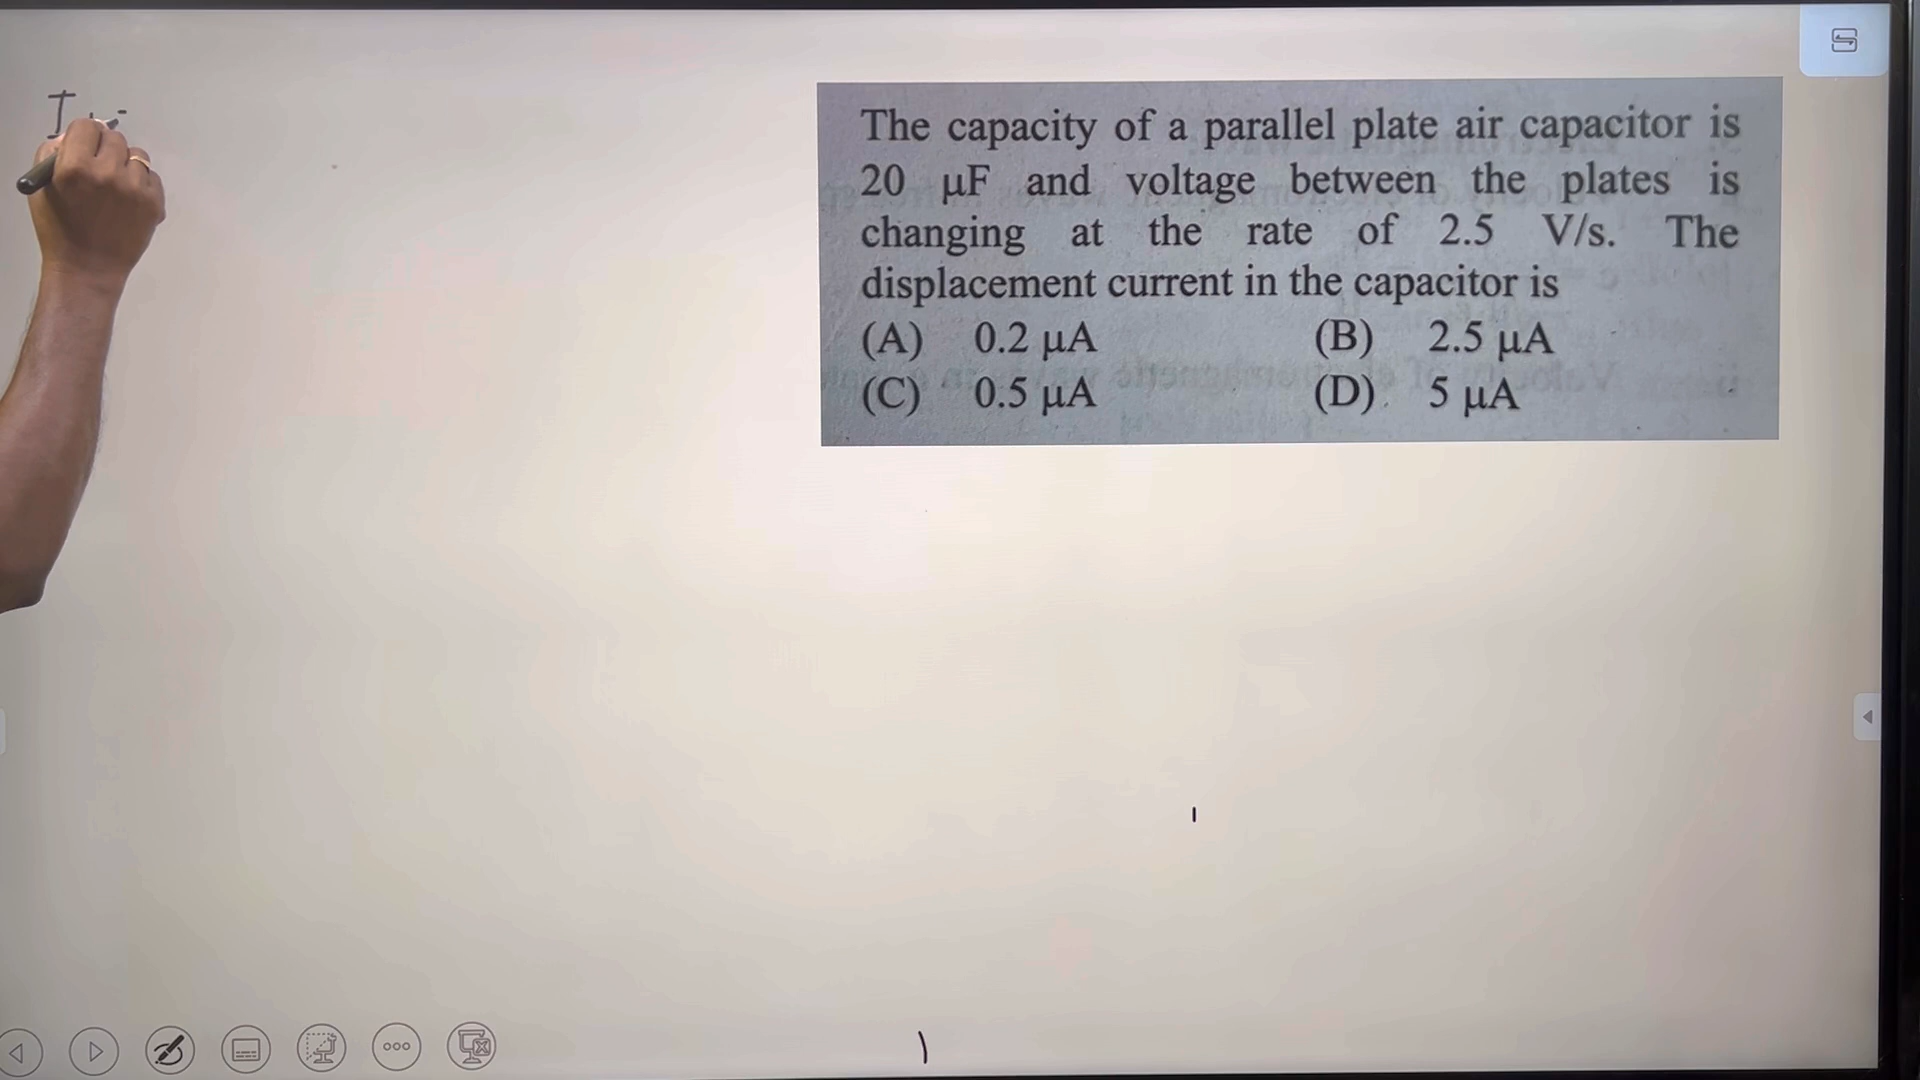 I
The capacity of a parallel plate air capacitor is
20 μF and voltage between the plates is
changing at the rate of 2.5 V/s. The
displacement current in the capacitor is
(A) 0.2 μA (B) 2.5 μA
(C) 0.5 μA (D) 5 μA